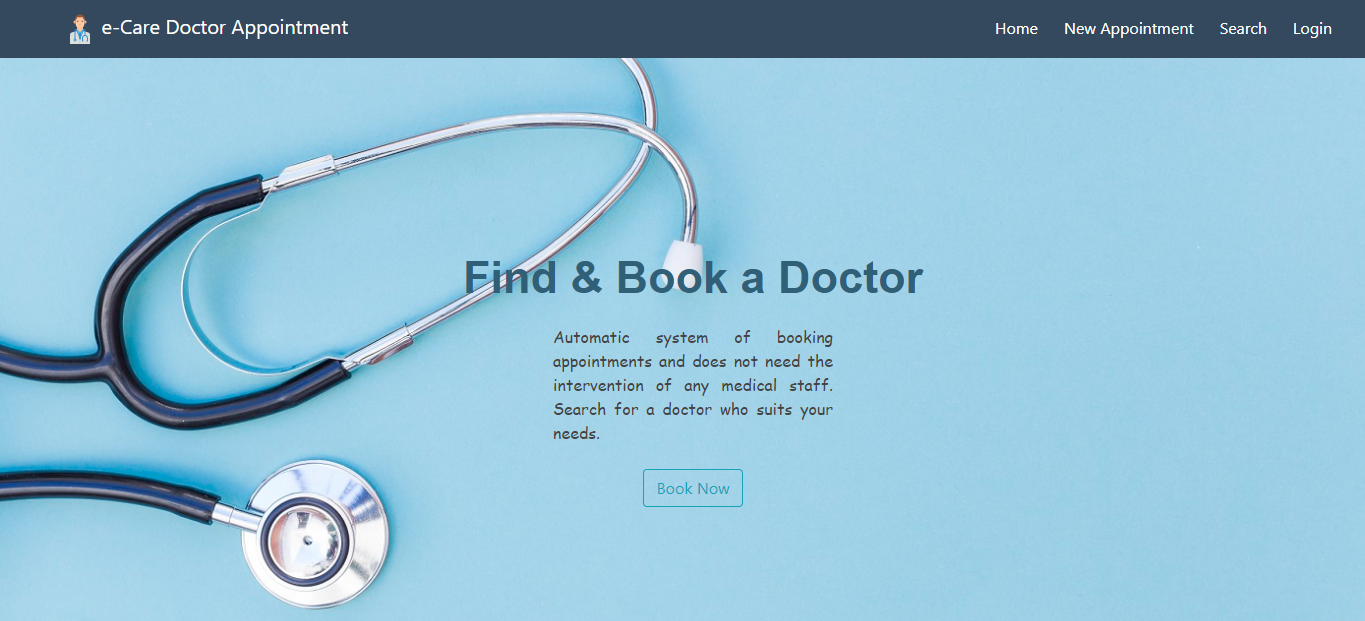 e-Care Doctor Appointment
Home New Appointment Search Login
Find & Book a Doctor
Automatic system of booking
appointments and does not need the
intervention of any medical staff.
Search for a doctor who suits your
needs.
Book Now